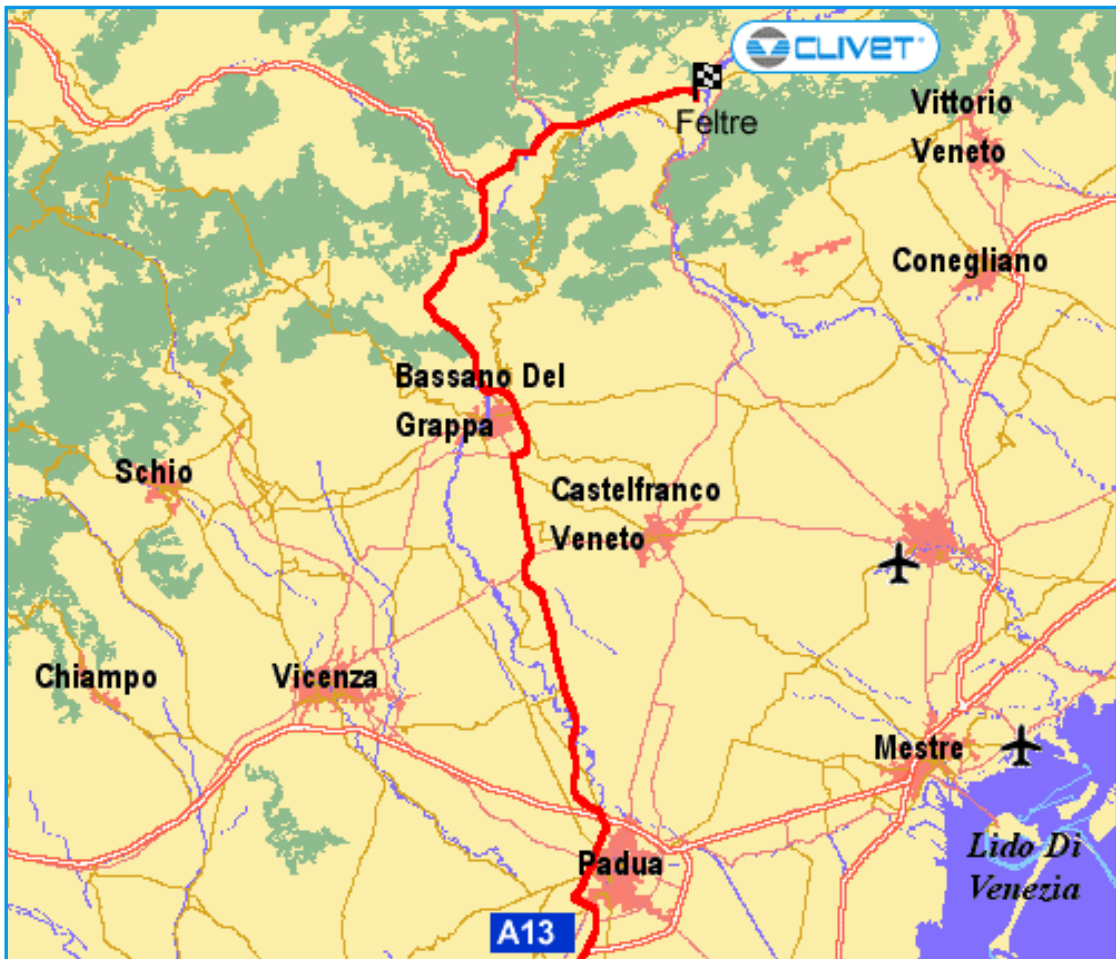 CLIVET
Feltre
Vittorio
Veneto
Conegliano
Bassano Del
Grappa
Schio
Castelfranco
Veneto
Chiampo
Vicenza
Mestre
Lido Di
Venezia
Padua
A13